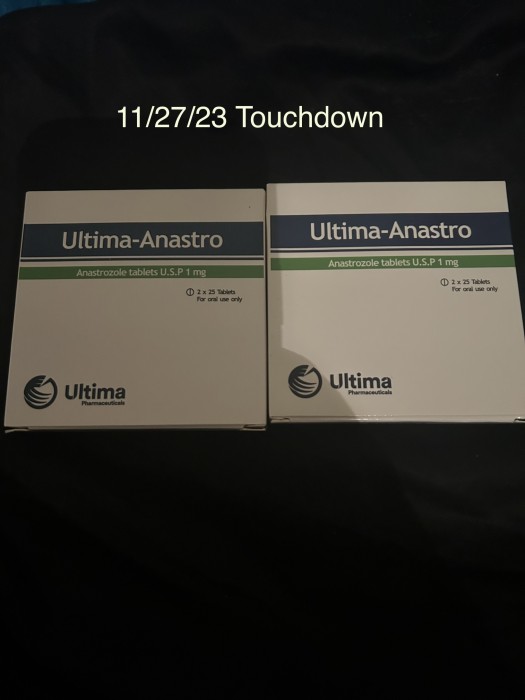 11/27/23 Touchdown
Ultima-Anastro
Anastrozole tablets U.S.P 1 mg
2 x 25 Tablets
For oral use only
Ultima
Pharmaceuticals
Ultima-Anastro
Anastrozole tablets U.S.P 1 mg
2 x 25 Tablets
For oral use only
Ultima
Pharmaceuticals